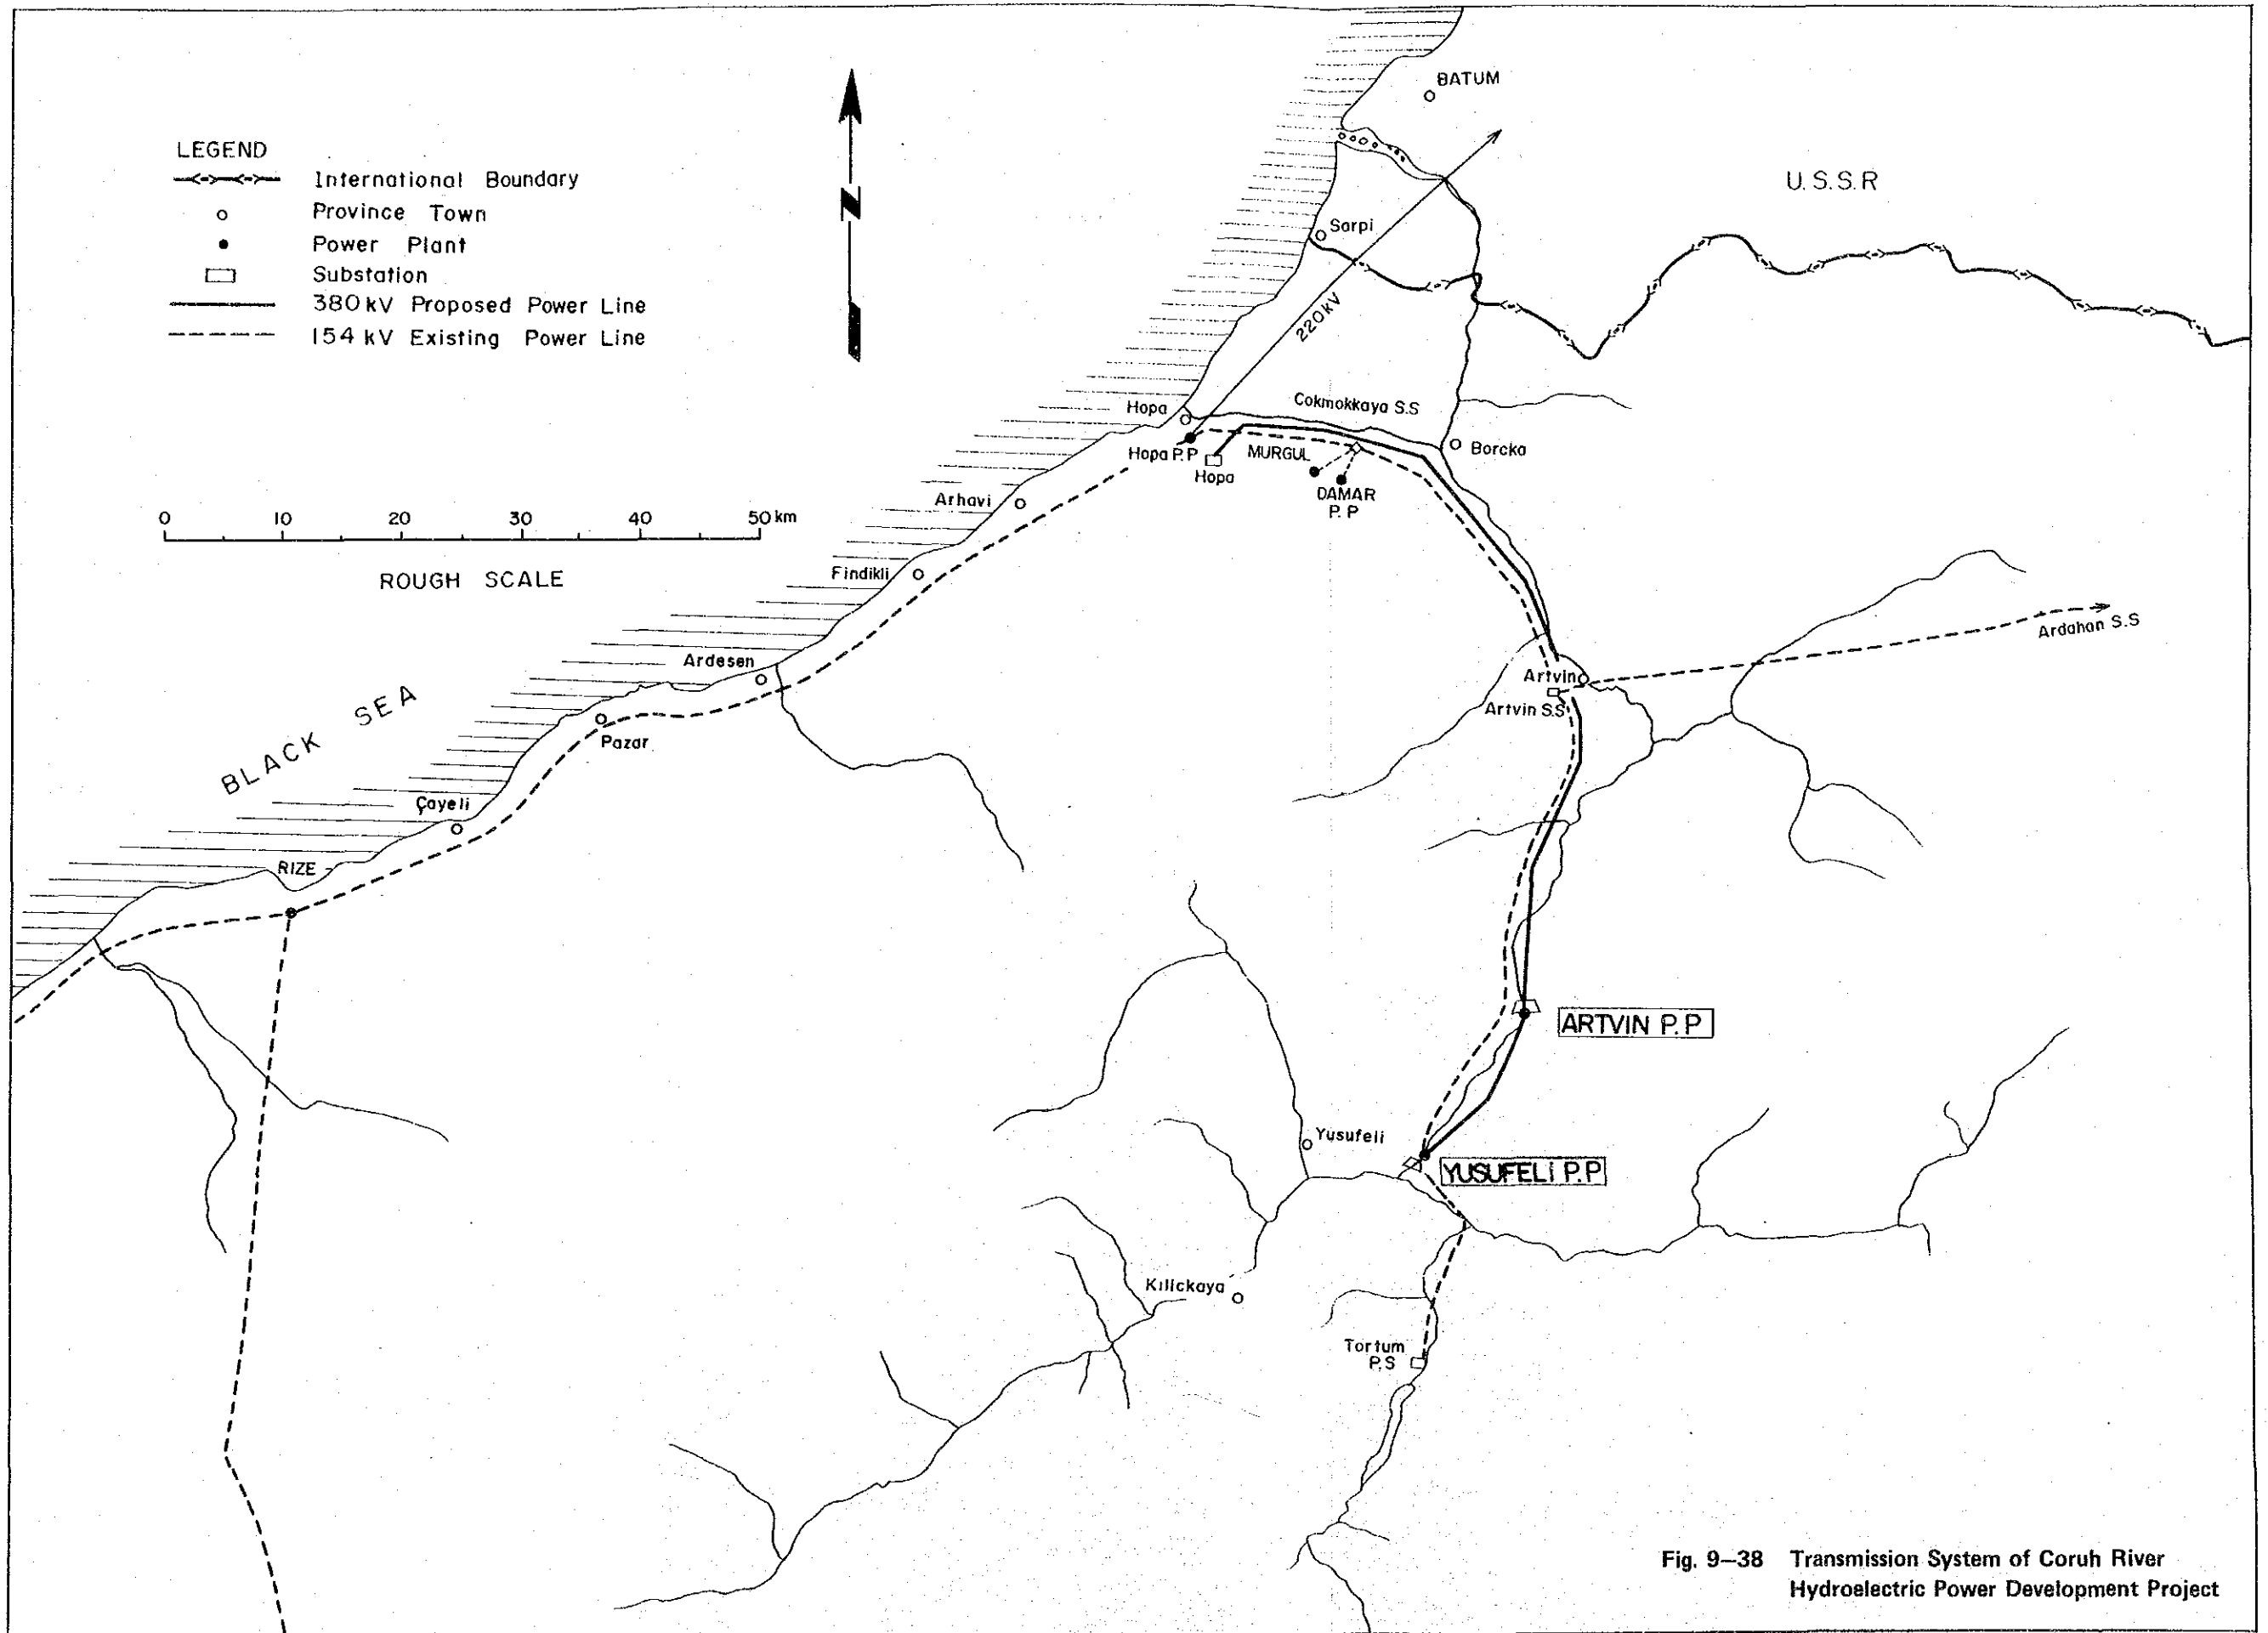 BATUM
LEGEND
International Boundary
Province Town
Power Plant
Substation
380 kV Proposed Power Line
154 kV Existing Power Line
N
U.S.S.R
Sarpi
220kV
Hopa
Cokmokkaya S.S
Borcka
Hopa P.P
MURGUL
Hopa
DAMAR
P.P
Arhavi
0 10 20 30 40 50 km
ROUGH SCALE
Findikli
Ardahan S.S
Ardesen
Artvin
Artvin S.S
BLACK SEA
Pazar
Çayeli
RIZE
ARTVIN P.P
Yusufeli
YUSUFELİ P.P
Kılıckaya
Tortum
P.S
Fig. 9–38 Transmission System of Coruh River
Hydroelectric Power Development Project